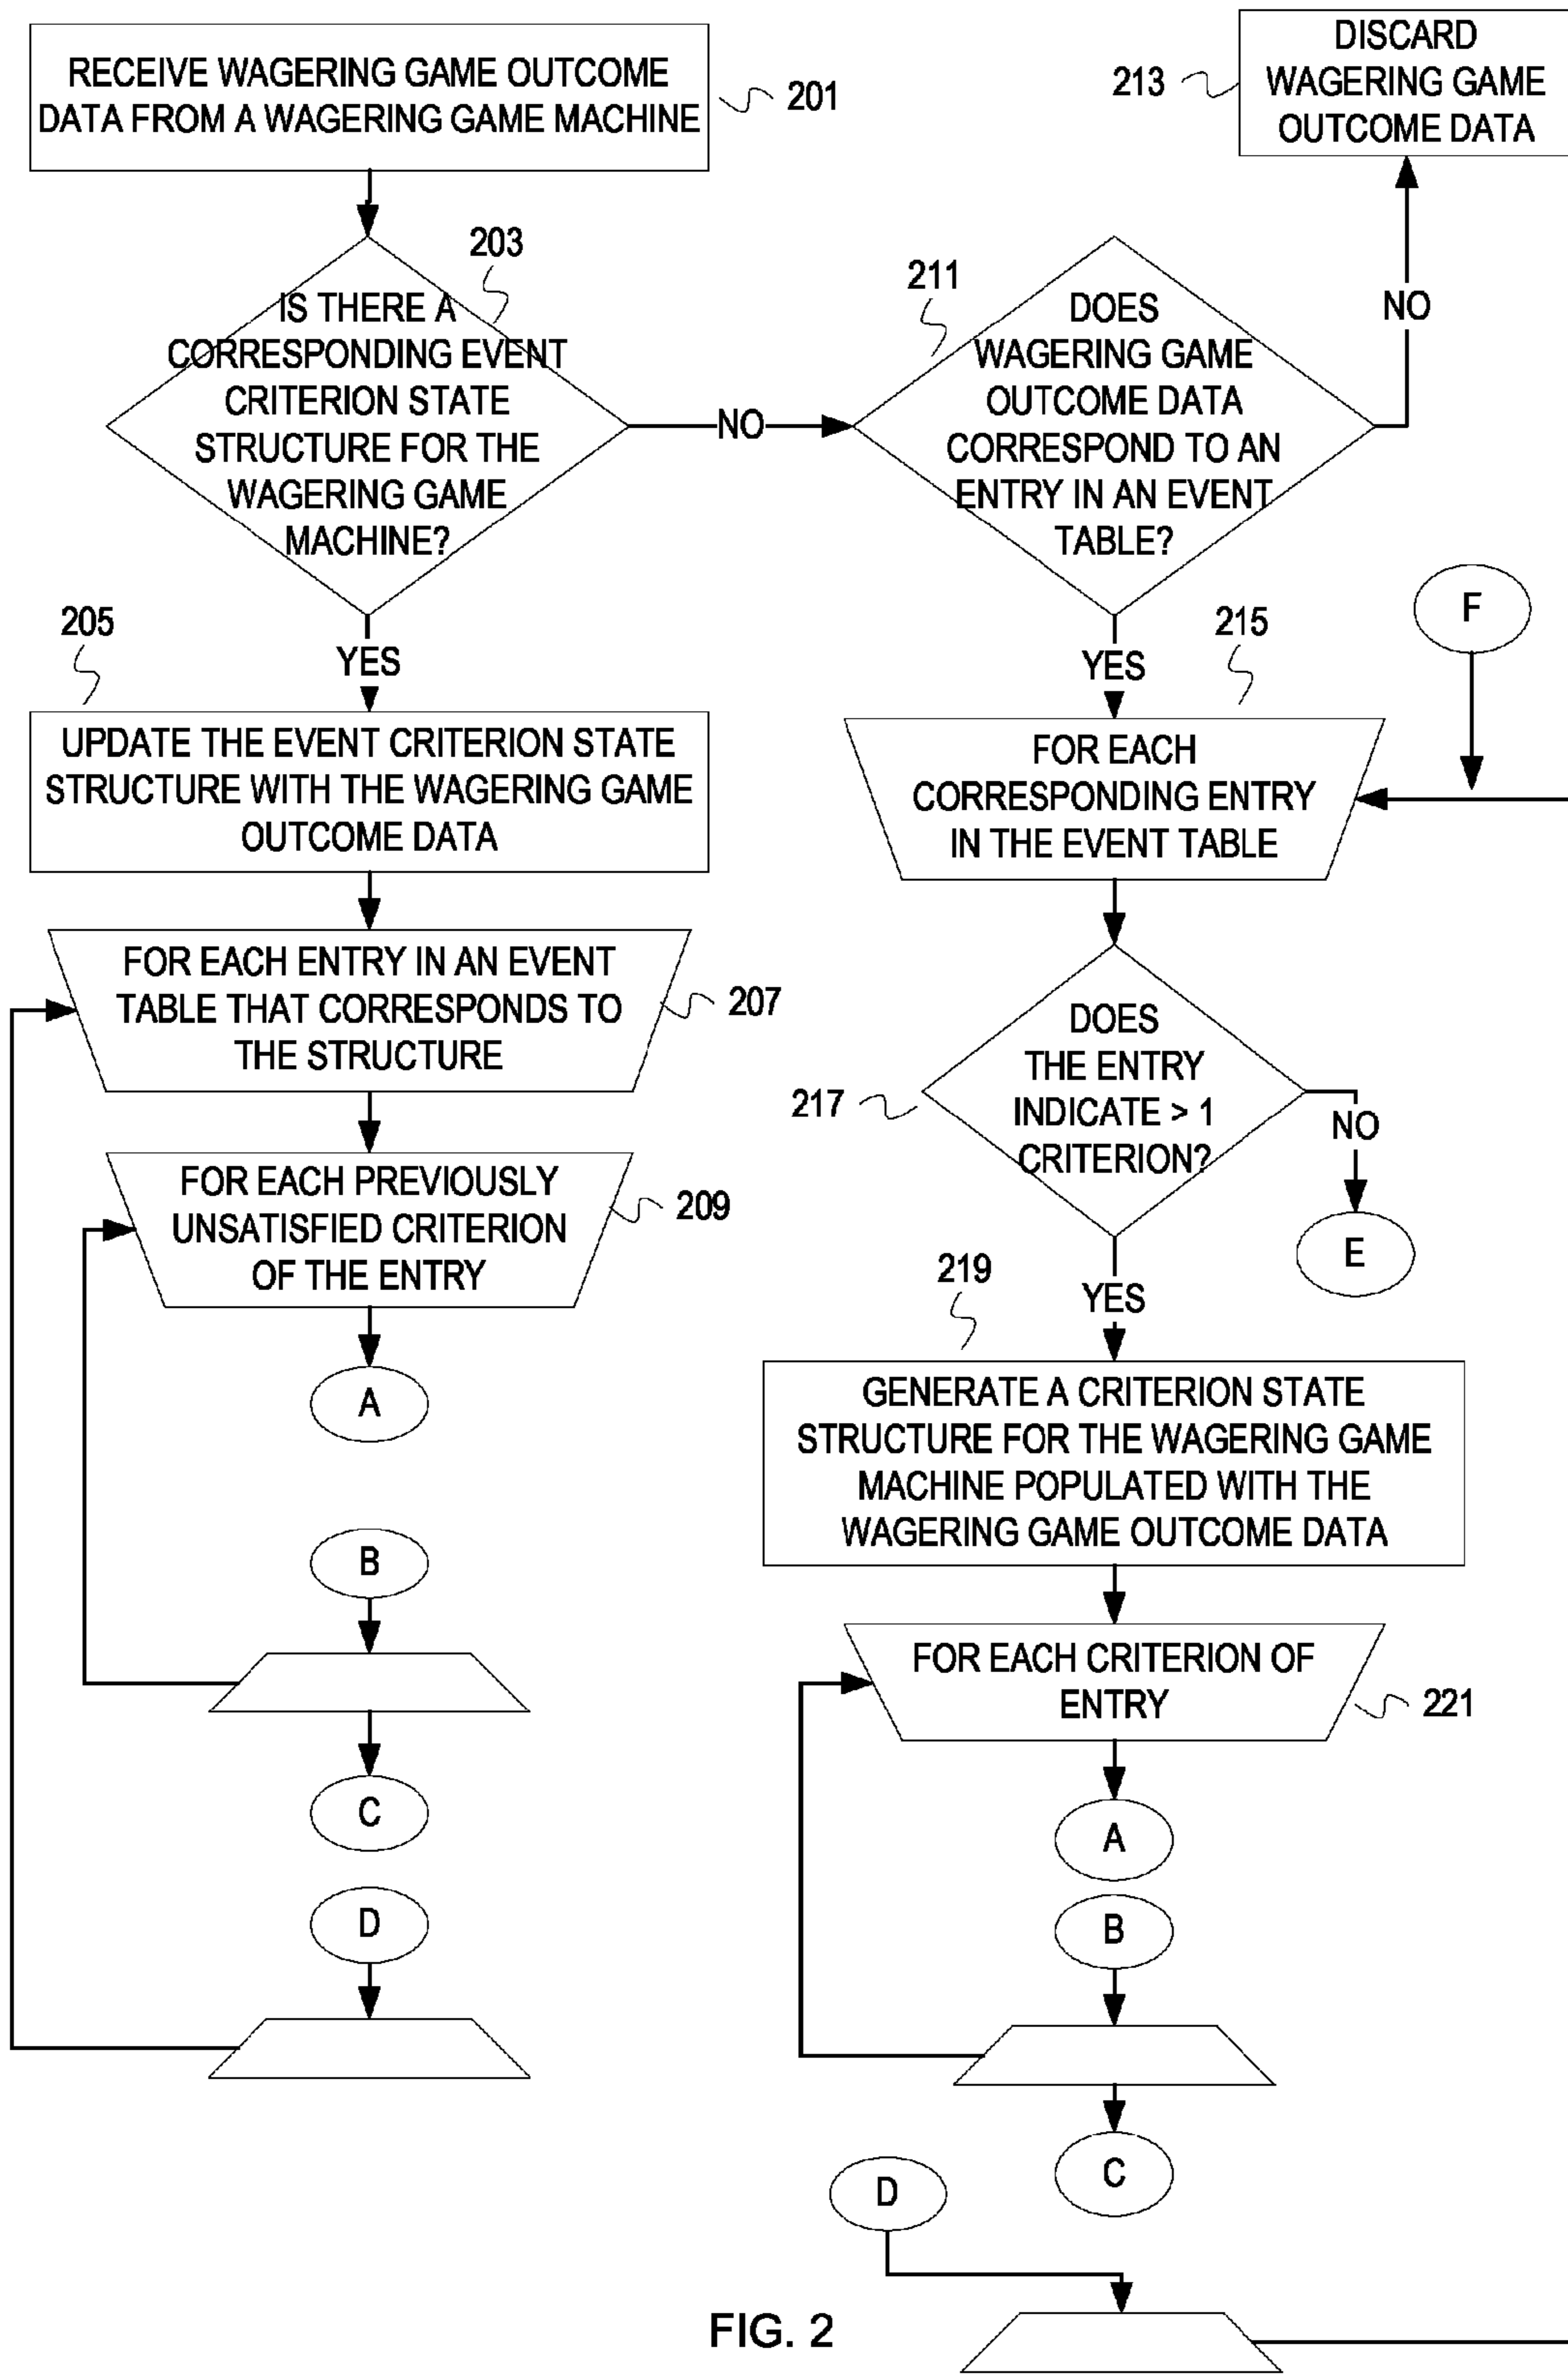 RECEIVE WAGERING GAME OUTCOME
DATA FROM A WAGERING GAME MACHINE
201
203
IS THERE A
CORRESPONDING EVENT
CRITERION STATE
STRUCTURE FOR THE
WAGERING GAME
MACHINE?
NO
YES
205
UPDATE THE EVENT CRITERION STATE
STRUCTURE WITH THE WAGERING GAME
OUTCOME DATA
FOR EACH ENTRY IN AN EVENT
TABLE THAT CORRESPONDS TO
THE STRUCTURE
207
FOR EACH PREVIOUSLY
UNSATISFIED CRITERION
OF THE ENTRY
209
A
B
C
D
213
DISCARD
WAGERING GAME
OUTCOME DATA
211
DOES
WAGERING GAME
OUTCOME DATA
CORRESPOND TO AN
ENTRY IN AN EVENT
TABLE?
NO
YES
215
F
FOR EACH
CORRESPONDING ENTRY
IN THE EVENT TABLE
217
DOES
THE ENTRY
INDICATE > 1
CRITERION?
NO
E
YES
219
GENERATE A CRITERION STATE
STRUCTURE FOR THE WAGERING GAME
MACHINE POPULATED WITH THE
WAGERING GAME OUTCOME DATA
FOR EACH CRITERION OF
ENTRY
221
A
B
C
D
FIG. 2